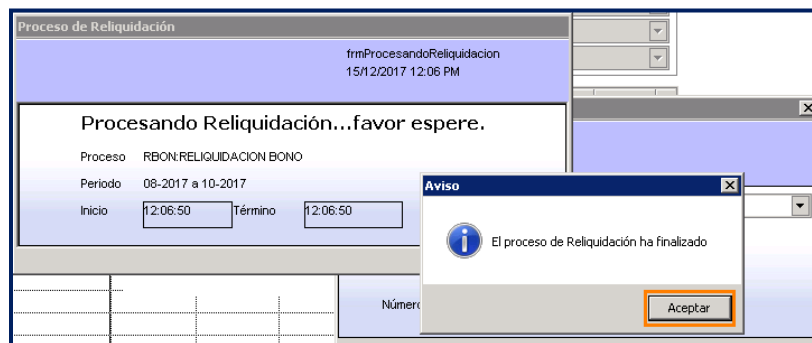 Proceso de Reliquidación
frmProcesandoReliquidacion
15/12/2017 12:06 PM
Procesando Reliquidación...favor espere.
Proceso RBON:RELIQUIDACION BONO
Periodo 08-2017 a 10-2017
Inicio 12:06:50 Término 12:06:50
Aviso
El proceso de Reliquidación ha finalizado
Aceptar